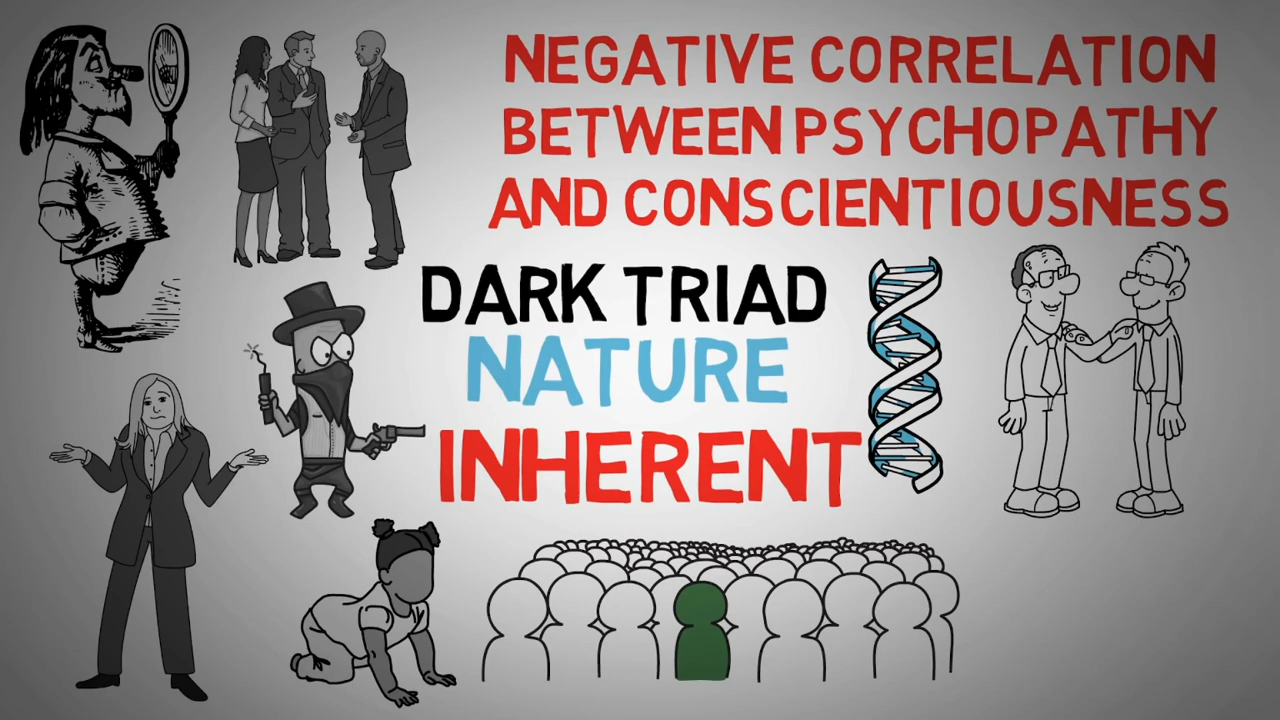 NEGATIVE CORRELATION
BETWEEN PSYCHOPATHY
AND CONSCIENTIOUSNESS
DARK TRIAD
NATURE
INHERENT